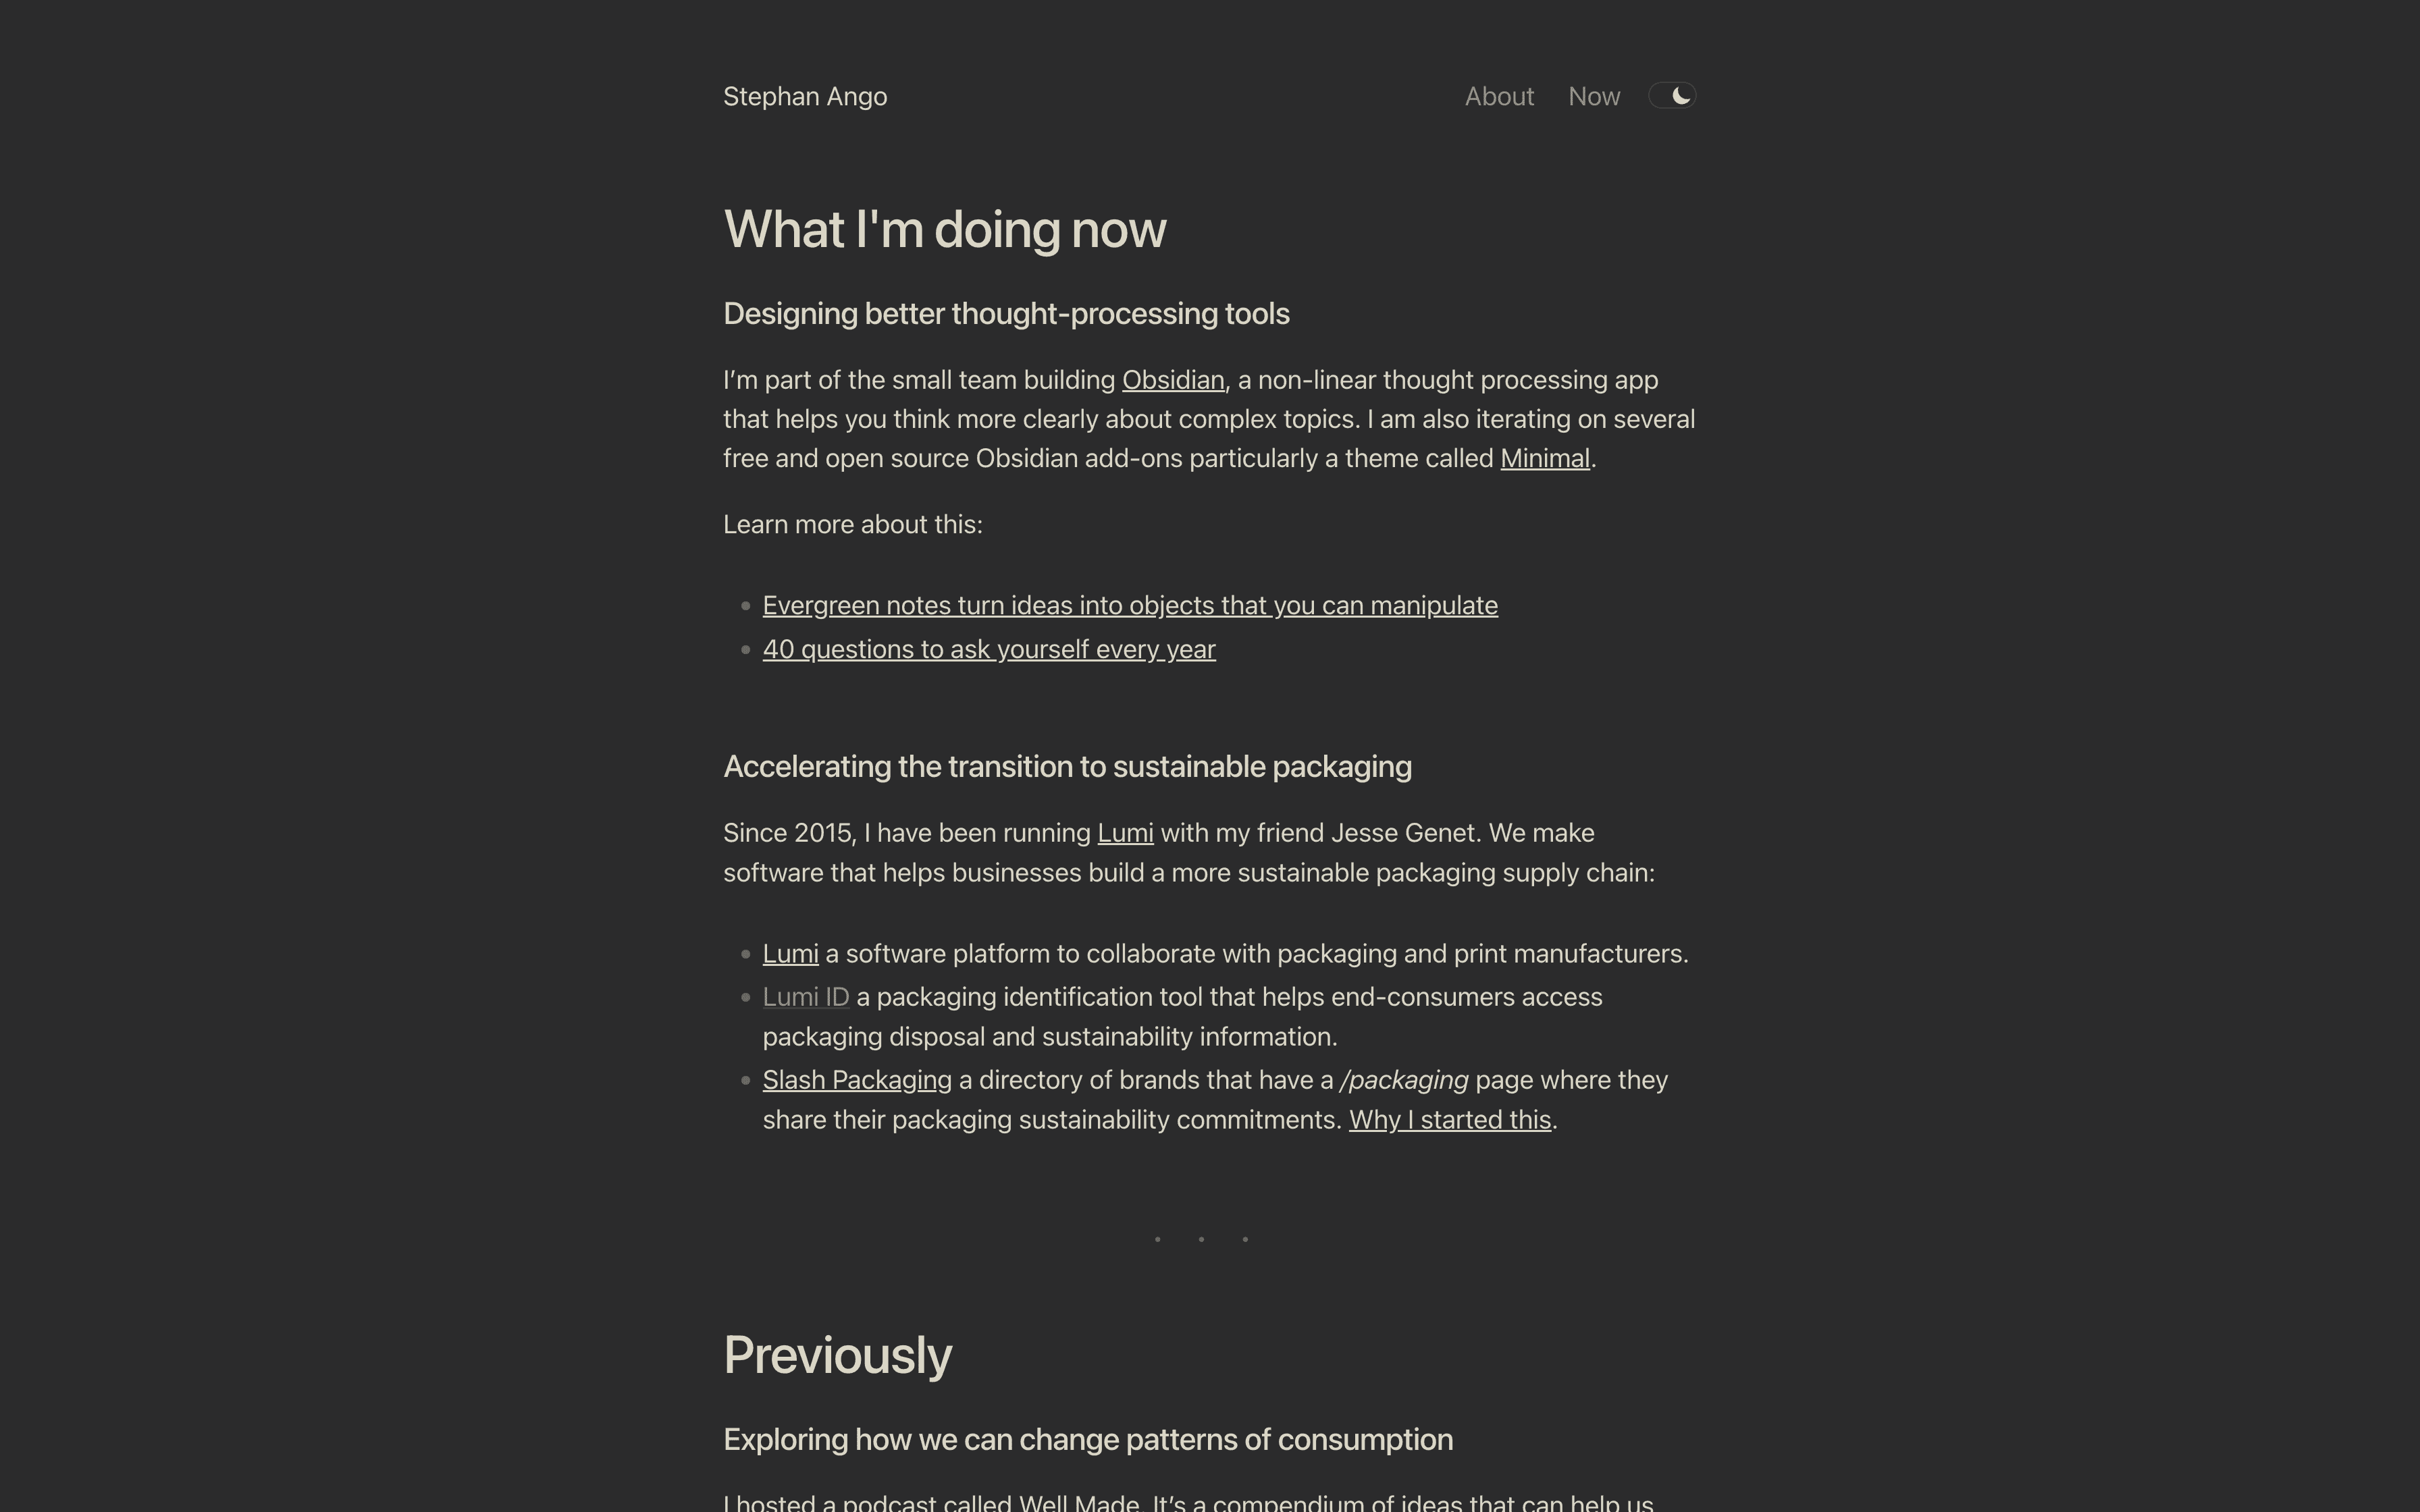 Stephan Ango
About
Now
What I'm doing now
Designing better thought-processing tools
I’m part of the small team building Obsidian, a non-linear thought processing app
that helps you think more clearly about complex topics. I am also iterating on several
free and open source Obsidian add-ons particularly a theme called Minimal.
Learn more about this:
Evergreen notes turn ideas into objects that you can manipulate
40 questions to ask yourself every year
Accelerating the transition to sustainable packaging
Since 2015, I have been running Lumi with my friend Jesse Genet. We make
software that helps businesses build a more sustainable packaging supply chain:
Lumi a software platform to collaborate with packaging and print manufacturers.
Lumi ID a packaging identification tool that helps end-consumers access
packaging disposal and sustainability information.
Slash Packaging a directory of brands that have a /packaging page where they
share their packaging sustainability commitments. Why I started this.
Previously
Exploring how we can change patterns of consumption
I hosted a podcast called Well Made. It’s a compendium of ideas that can help us